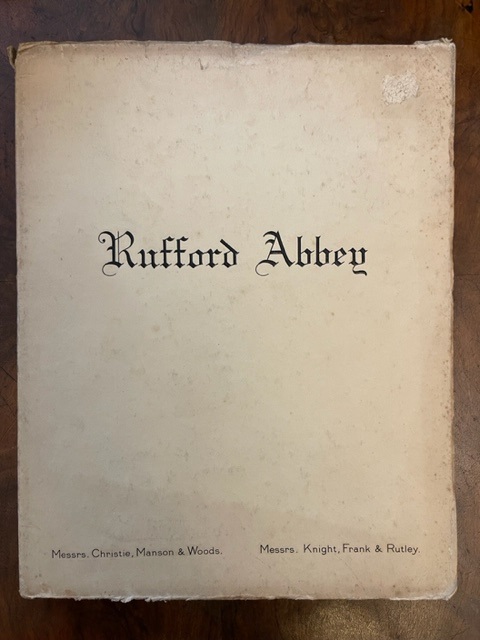 Rufford Abbey
Messrs. Christie, Manson & Woods. Messrs. Knight, Frank & Rutley.